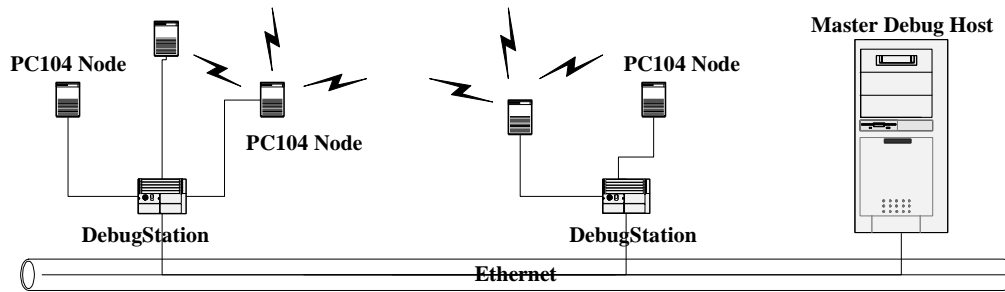 Master Debug Host
PC104 Node
PC104 Node
PC104 Node
DebugStation
DebugStation
Ethernet